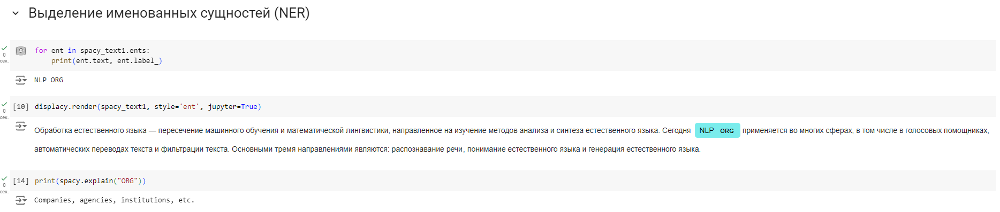 Выделение именованных сущностей (NER)
0
сек.
[9]
for ent in spacy_text1.ents:
    print(ent.text, ent.label_)
NLP ORG
0
сек.
[10] displacy.render(spacy_text1, style='ent', jupyter=True)
Обработка естественного языка — пересечение машинного обучения и математической лингвистики, направленное на изучение методов анализа и синтеза естественного языка. Сегодня NLP ORG применяется во многих сферах, в том числе в голосовых помощниках,
автоматических переводах текста и фильтрации текста. Основными тремя направлениями являются: распознавание речи, понимание естественного языка и генерация естественного языка.
0
сек.
[14] print(spacy.explain("ORG"))
Companies, agencies, institutions, etc.